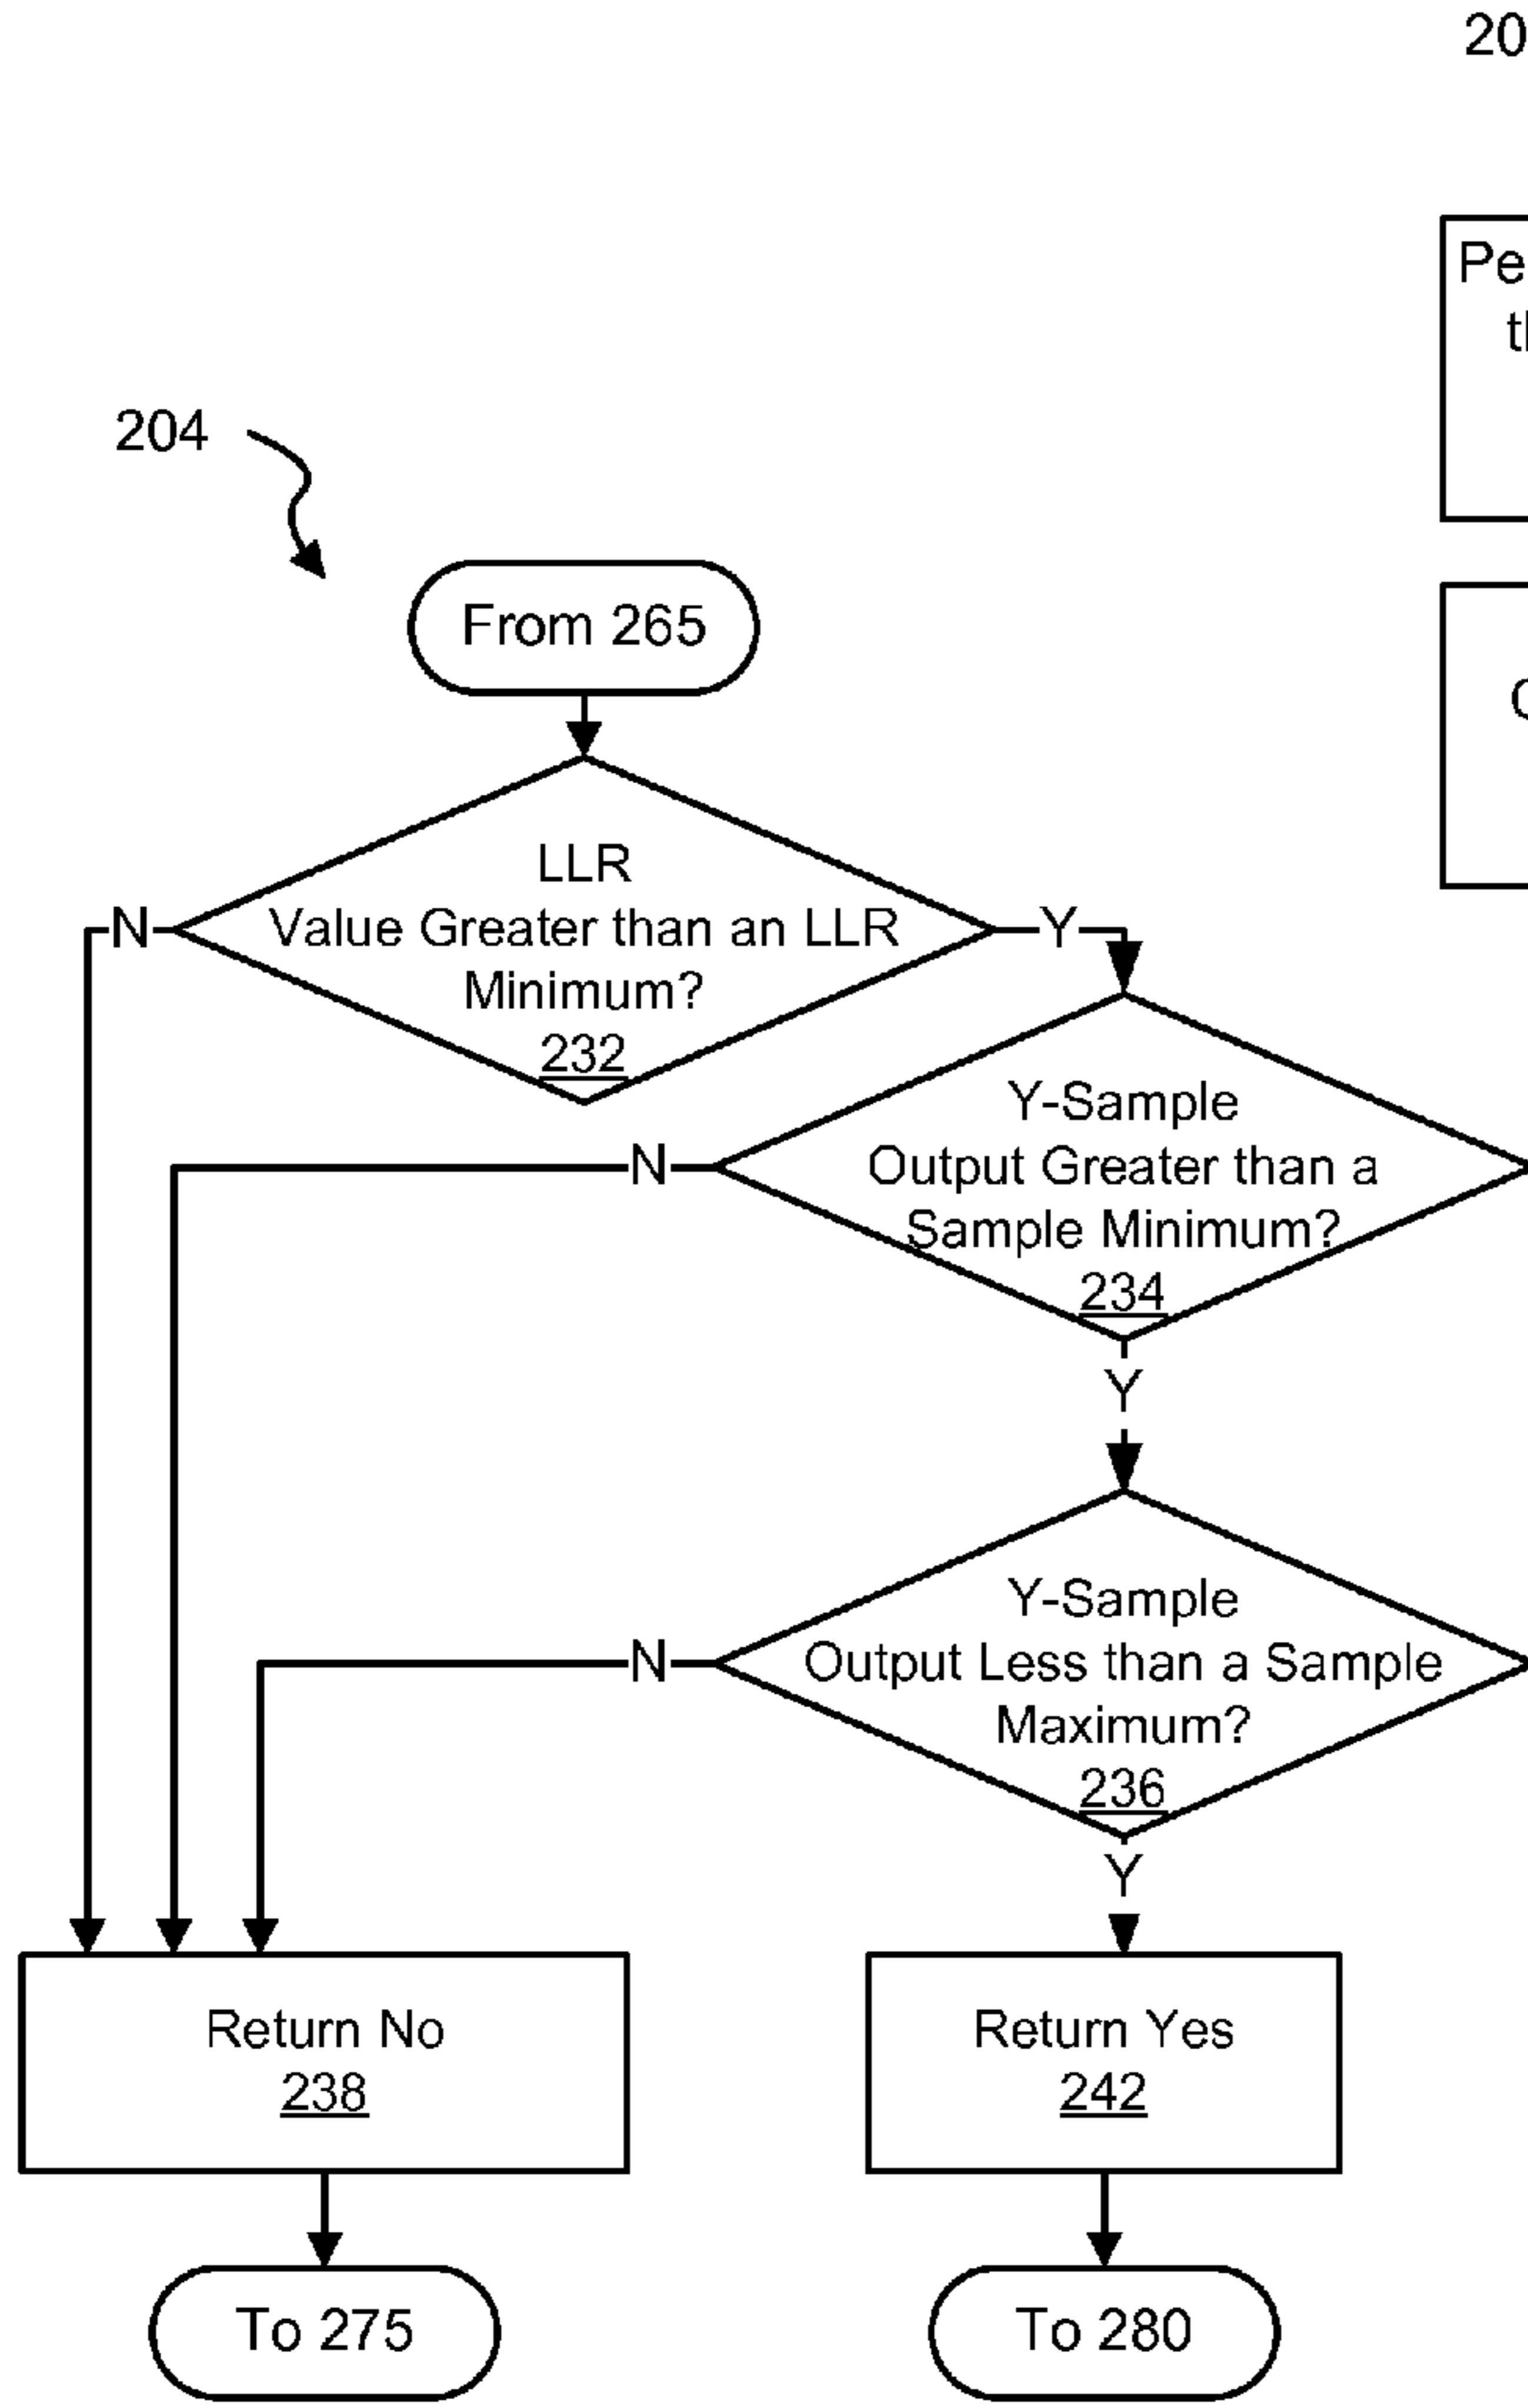 20
Pe
204
From 265
LLR
Value Greater than an LLR
Minimum?
232
N
Y
Y-Sample
Output Greater than a
Sample Minimum?
234
N
Y
Y-Sample
Output Less than a Sample
Maximum?
236
N
Y
Return No
238
Return Yes
242
To 275
To 280